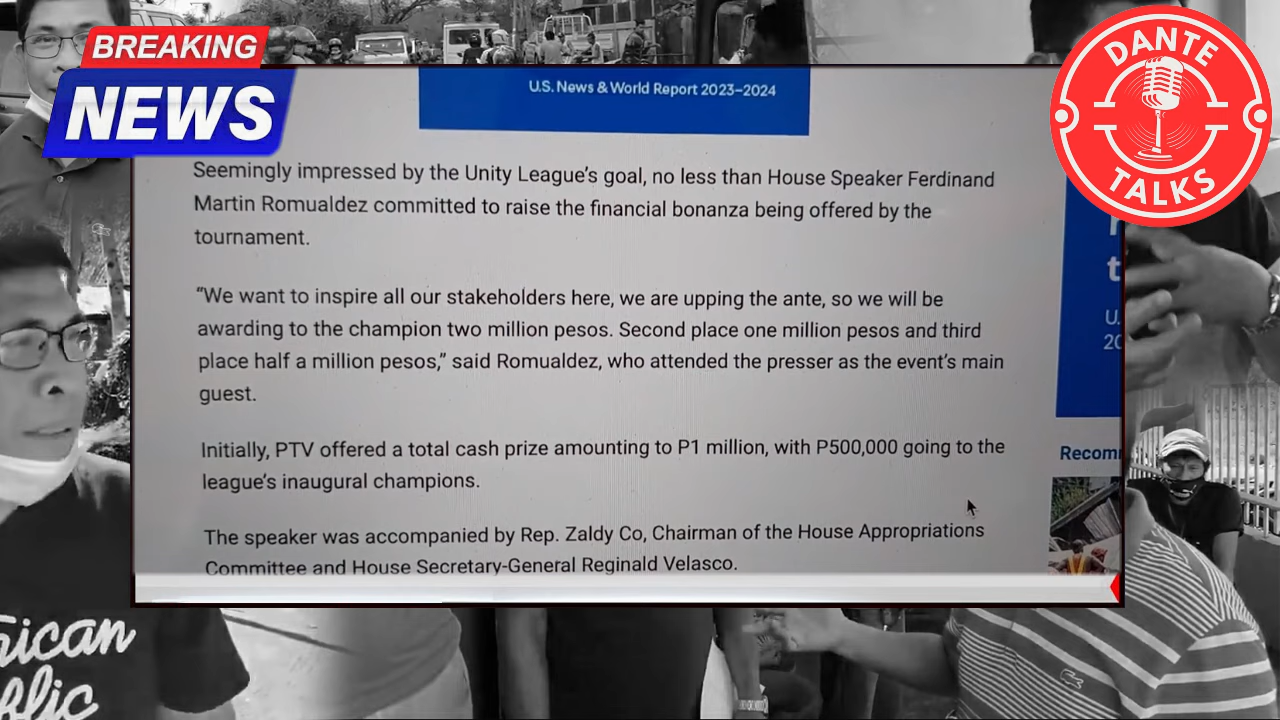 BREAKING
NEWS
DANTE
TALKS
U.S. News & World Report 2023–2024
Seemingly impressed by the Unity League’s goal, no less than House Speaker Ferdinand
Martin Romualdez committed to raise the financial bonanza being offered by the
tournament.
“We want to inspire all our stakeholders here, we are upping the ante, so we will be
awarding to the champion two million pesos. Second place one million pesos and third
place half a million pesos,” said Romualdez, who attended the presser as the event’s main
guest.
Initially, PTV offered a total cash prize amounting to P1 million, with P500,000 going to the
league’s inaugural champions.
The speaker was accompanied by Rep. Zaldy Co, Chairman of the House Appropriations
Committee and House Secretary-General Reginald Velasco.
t
U.
20
Recom
rican